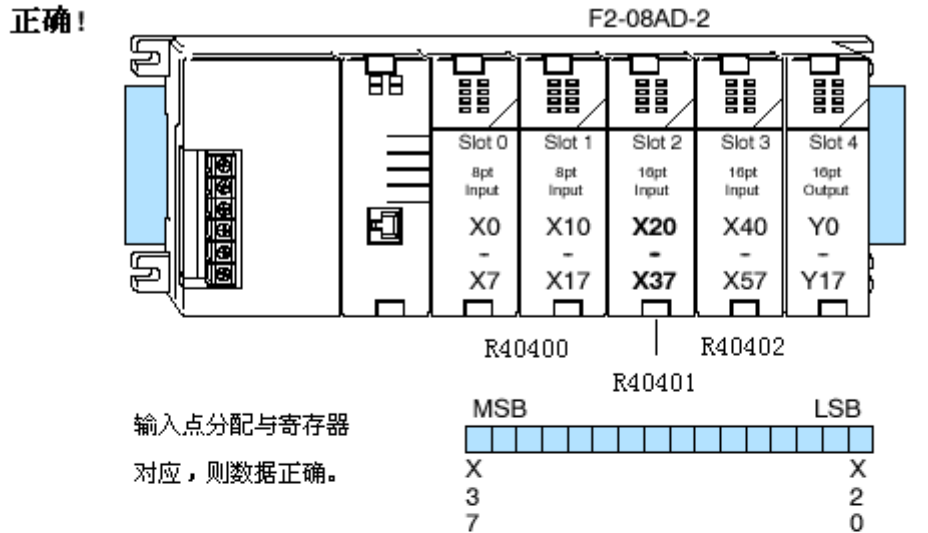 正确!
F2-08AD-2
Slot 0 Slot 1 Slot 2 Slot 3 Slot 4
8pt 8pt 16pt 16pt 16pt
Input Input Input Input Output
X0 X10 X20 X40 Y0
- - - - -
X7 X17 X37 X57 Y17
R40400 R40402
R40401
MSB LSB
输入点分配与寄存器
对应，则数据正确。
X X
3 2
7 0